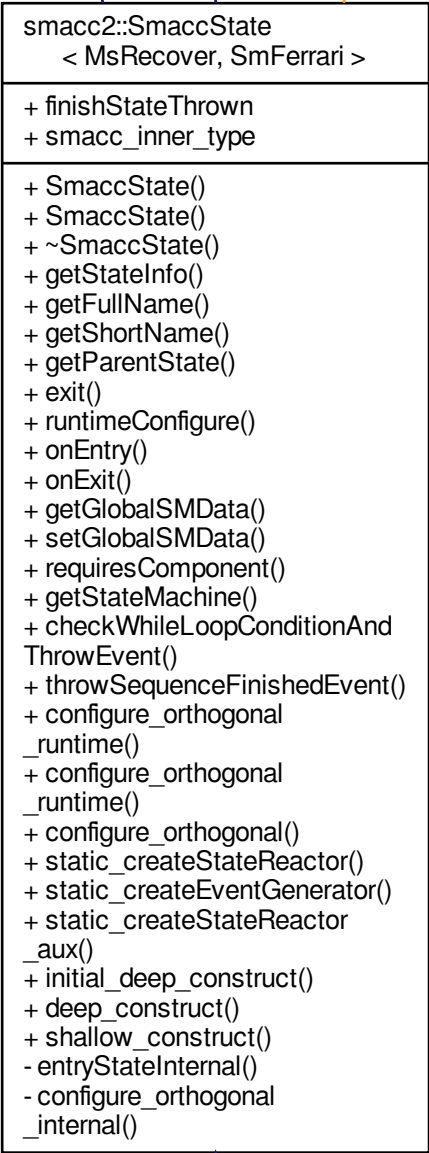 smacc2::SmaccState
< MsRecover, SmFerrari >
+ finishStateThrown
+ smacc_inner_type
+ SmaccState()
+ SmaccState()
+ ~SmaccState()
+ getStateInfo()
+ getFullName()
+ getShortName()
+ getParentState()
+ exit()
+ runtimeConfigure()
+ onEntry()
+ onExit()
+ getGlobalSMData()
+ setGlobalSMData()
+ requiresComponent()
+ getStateMachine()
+ checkWhileLoopConditionAnd
ThrowEvent()
+ throwSequenceFinishedEvent()
+ configure_orthogonal
_runtime()
+ configure_orthogonal
_runtime()
+ configure_orthogonal()
+ static_createStateReactor()
+ static_createEventGenerator()
+ static_createStateReactor
_aux()
+ initial_deep_construct()
+ deep_construct()
+ shallow_construct()
- entryStateInternal()
- configure_orthogonal
_internal()